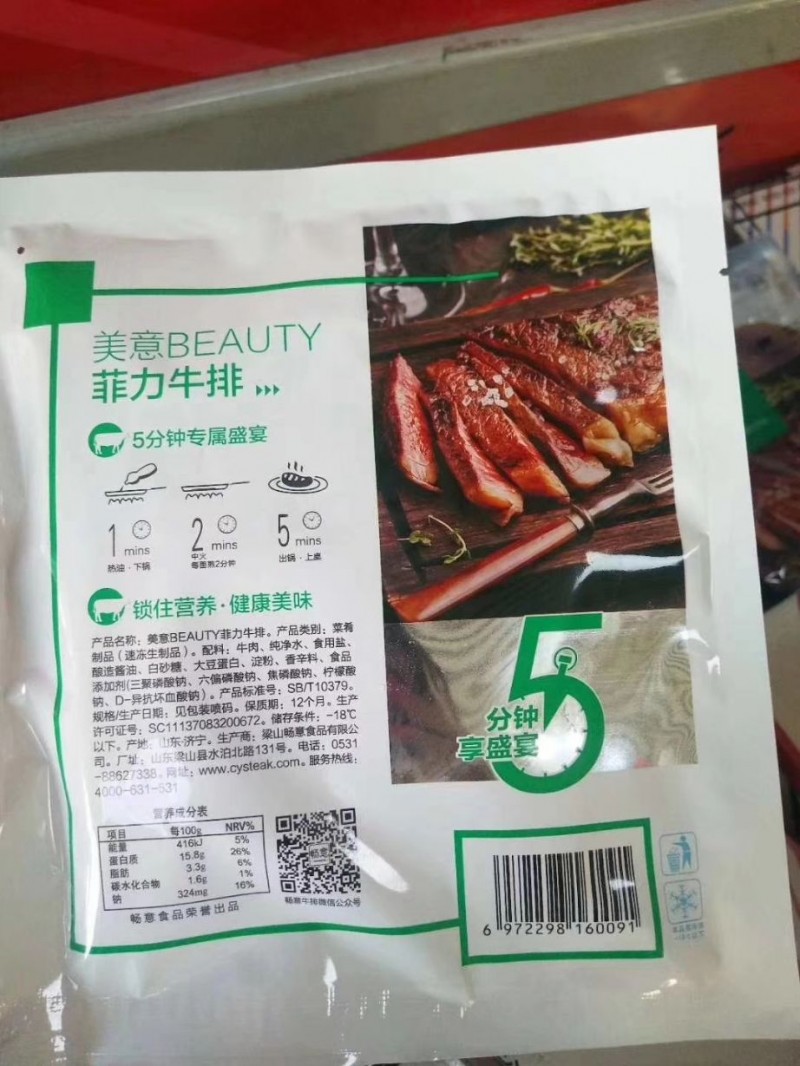 美意BEAUTY
菲力牛排
5分钟专属盛宴
1 mins
热油·下锅
2 mins
中火
每面煎2分钟
5 mins
出锅·上桌
锁住营养·健康美味
产品名称：美意BEAUTY菲力牛排。产品类别：菜肴
制品（速冻生制品）。配料：牛肉、纯净水、食用盐、
酿造酱油、白砂糖、大豆蛋白、淀粉、香辛料、食品
添加剂(三聚磷酸钠、六偏磷酸钠、焦磷酸钠、柠檬酸
钠、D-异抗坏血酸钠）。产品标准号：SB/T10379。
规格/生产日期：见包装喷码。保质期：12个月。生产
许可证号：SC11137083200672。储存条件：-18℃
以下。产地：山东·济宁。生产商：梁山畅意食品有限公
司。厂址：山东梁山县水泊北路131号。电话：0531
-88627338。网址：www.cysteak.com。服务热线：
4000-631-531
营养成分表
项目 每100g NRV%
能量 416kJ 5%
蛋白质 15.8g 26%
脂肪 3.3g 6%
碳水化合物 1.6g 1%
钠 324mg 16%
畅意食品荣誉出品
畅意
畅意牛排微信公众号
5
分钟
享盛宴
6 972298 160091